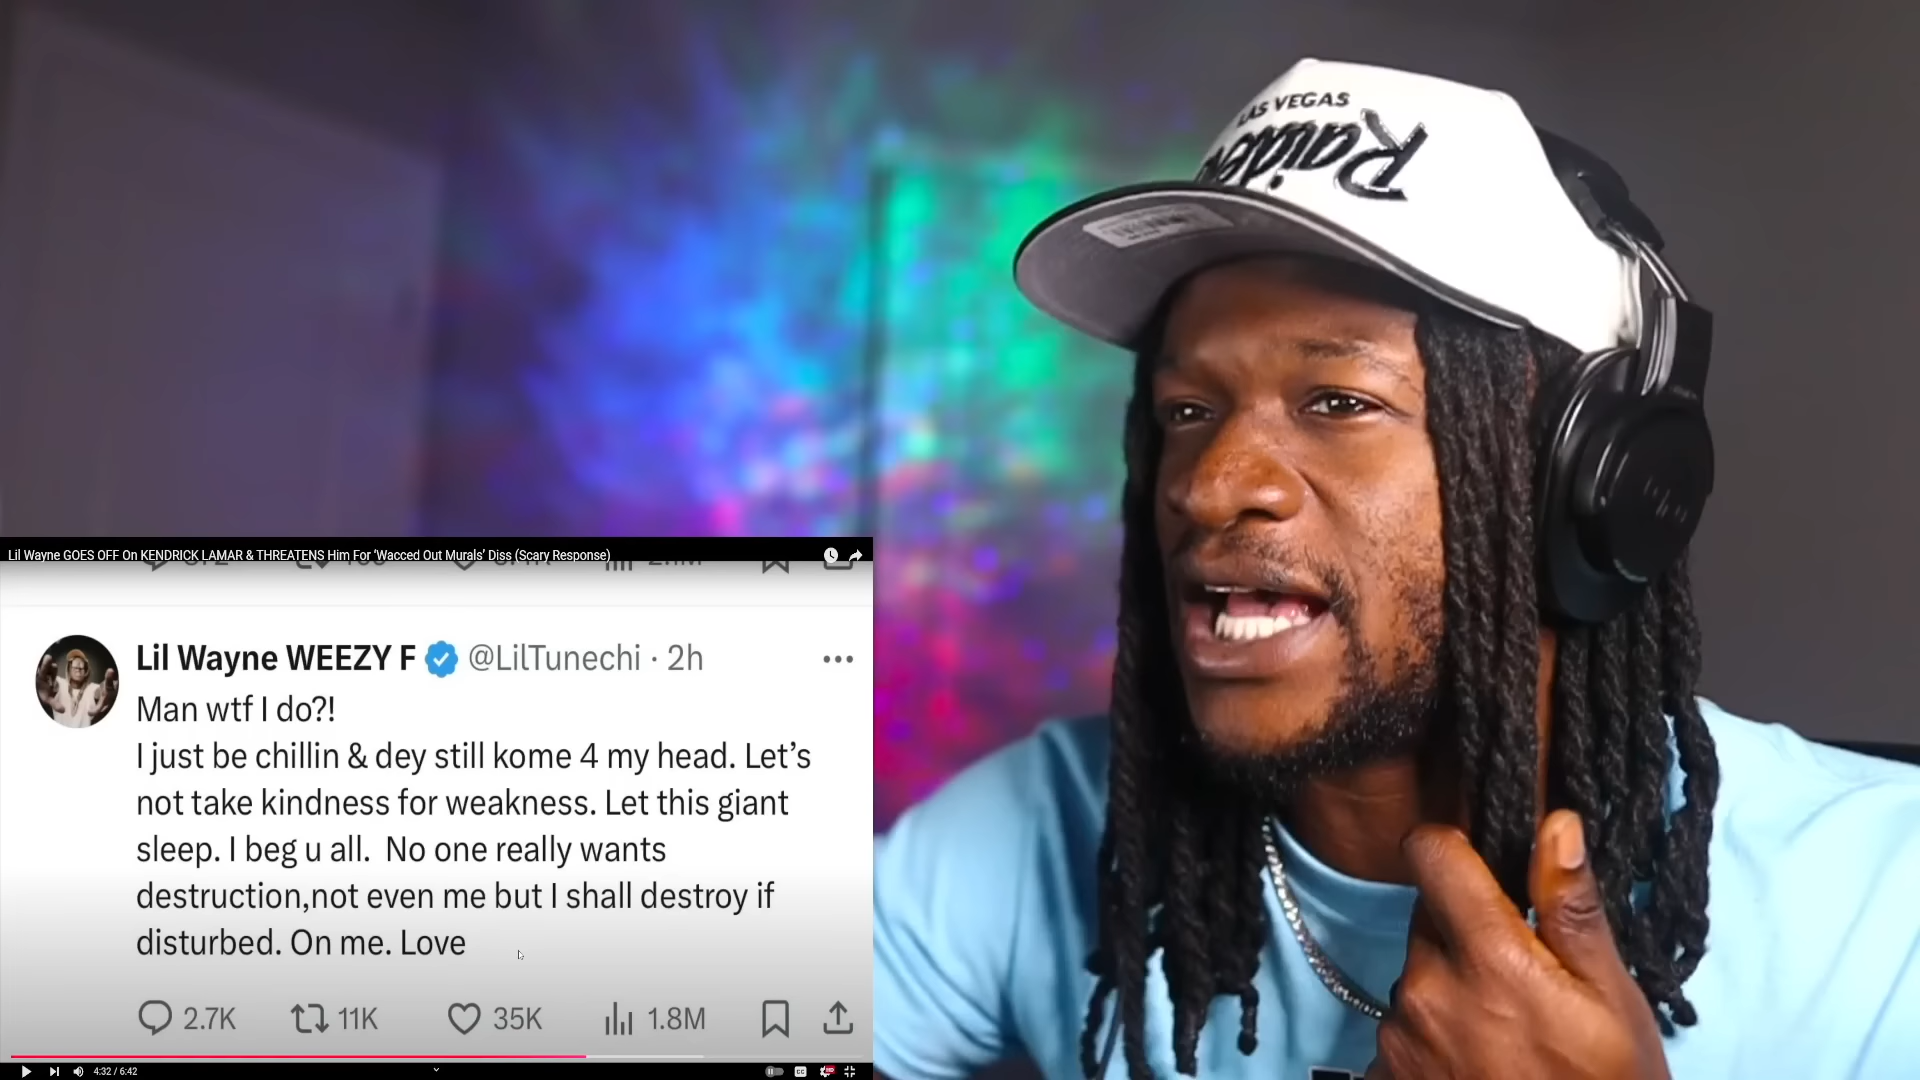 LAS VEGAS
Raiders
Lil Wayne GOES OFF On KENDRICK LAMAR & THREATENS Him For ‘Wacced Out Murals’ Diss (Scary Response)
Lil Wayne WEEZY F @LilTunechi · 2h
Man wtf I do?!
I just be chillin & dey still kome 4 my head. Let’s
not take kindness for weakness. Let this giant
sleep. I beg u all.  No one really wants
destruction,not even me but I shall destroy if
disturbed. On me. Love
2.7K 11K 35K 1.8M
4:32 / 6:42